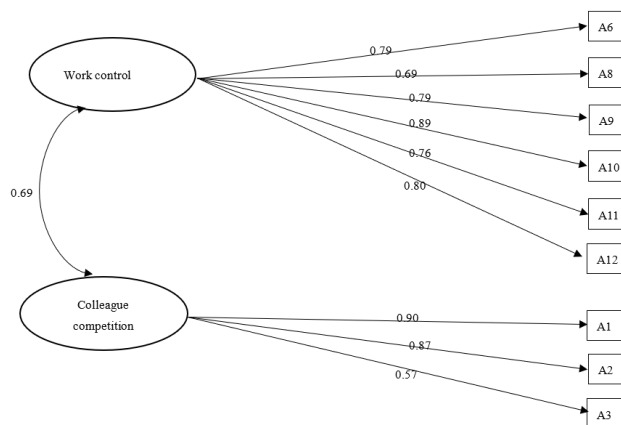 A6
0.79
Work control
0.69
A8
0.79
A9
0.89
A10
0.76
0.80
A11
0.69
A12
Colleague
competition
0.90
A1
0.87
A2
0.57
A3